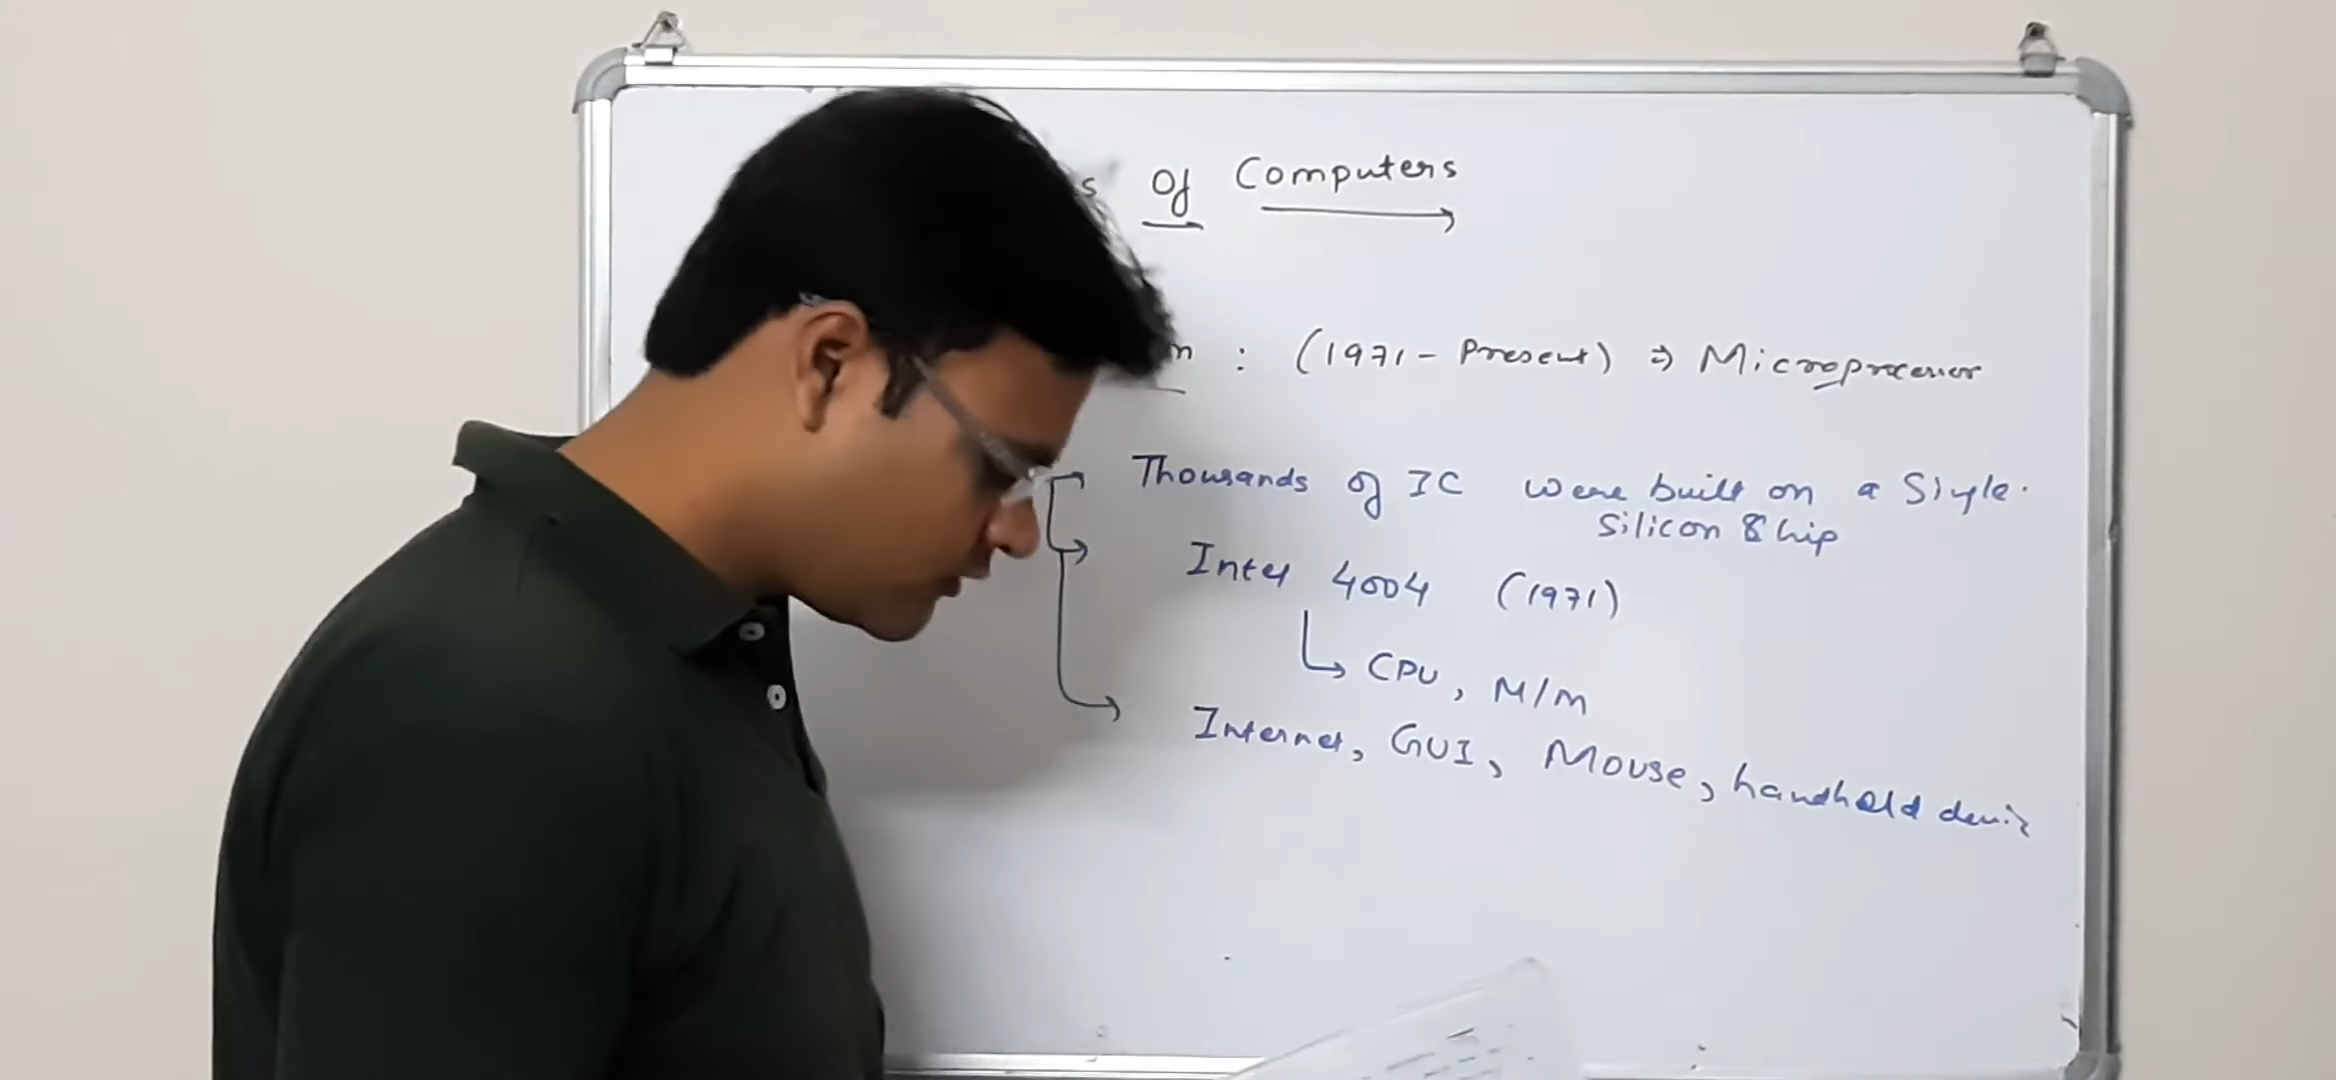 s Of Computers
n : (1971 - Present) ⇒ Microprocessor
Thousands of IC were built on a Single.
Silicon Chip
Intel 4004 (1971)
↳ CPU, M/m
Internet, GUI, Mouse, handheld